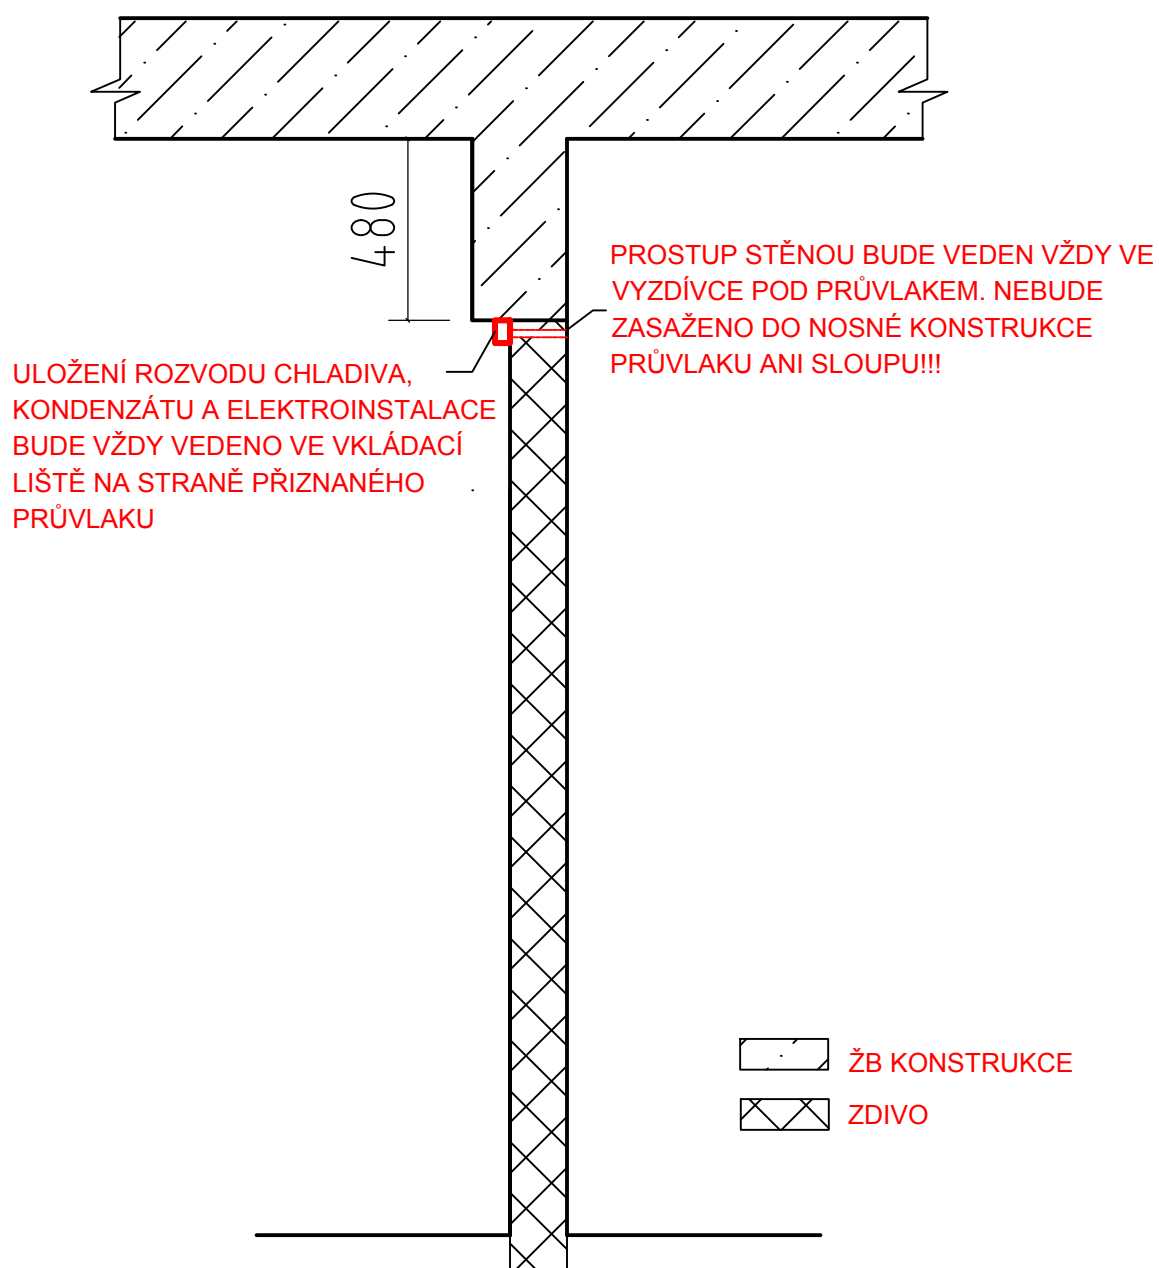 480
PROSTUP STĚNOU BUDE VEDEN VŽDY VE
VYZDÍVCE POD PRŮVLAKEM. NEBUDE
ZASAŽENO DO NOSNÉ KONSTRUKCE
PRŮVLAKU ANI SLOUPU!!!
ULOŽENÍ ROZVODU CHLADIVA,
KONDENZÁTU A ELEKTROINSTALACE
BUDE VŽDY VEDENO VE VKLÁDACÍ
LIŠTĚ NA STRANĚ PŘIZNANÉHO
PRŮVLAKU
ŽB KONSTRUKCE
ZDIVO